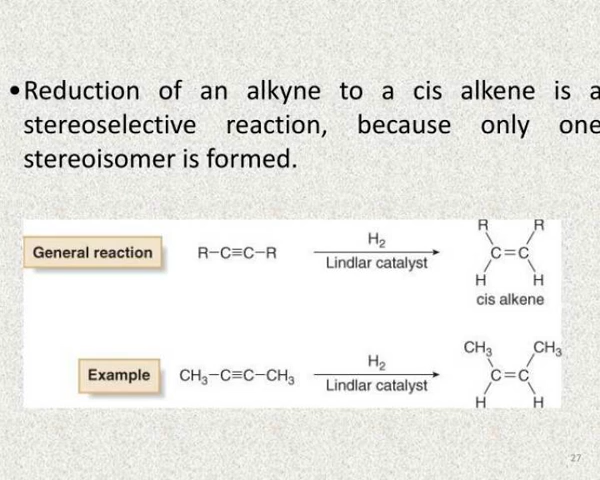 •Reduction of an alkyne to a cis alkene is a
stereoselective reaction, because only one
stereoisomer is formed.
General reaction R−C≡C−R H₂ R R
Lindlar catalyst C=C
H H
cis alkene
Example CH₃−C≡C−CH₃ H₂ CH₃ CH₃
Lindlar catalyst C=C
H H
27